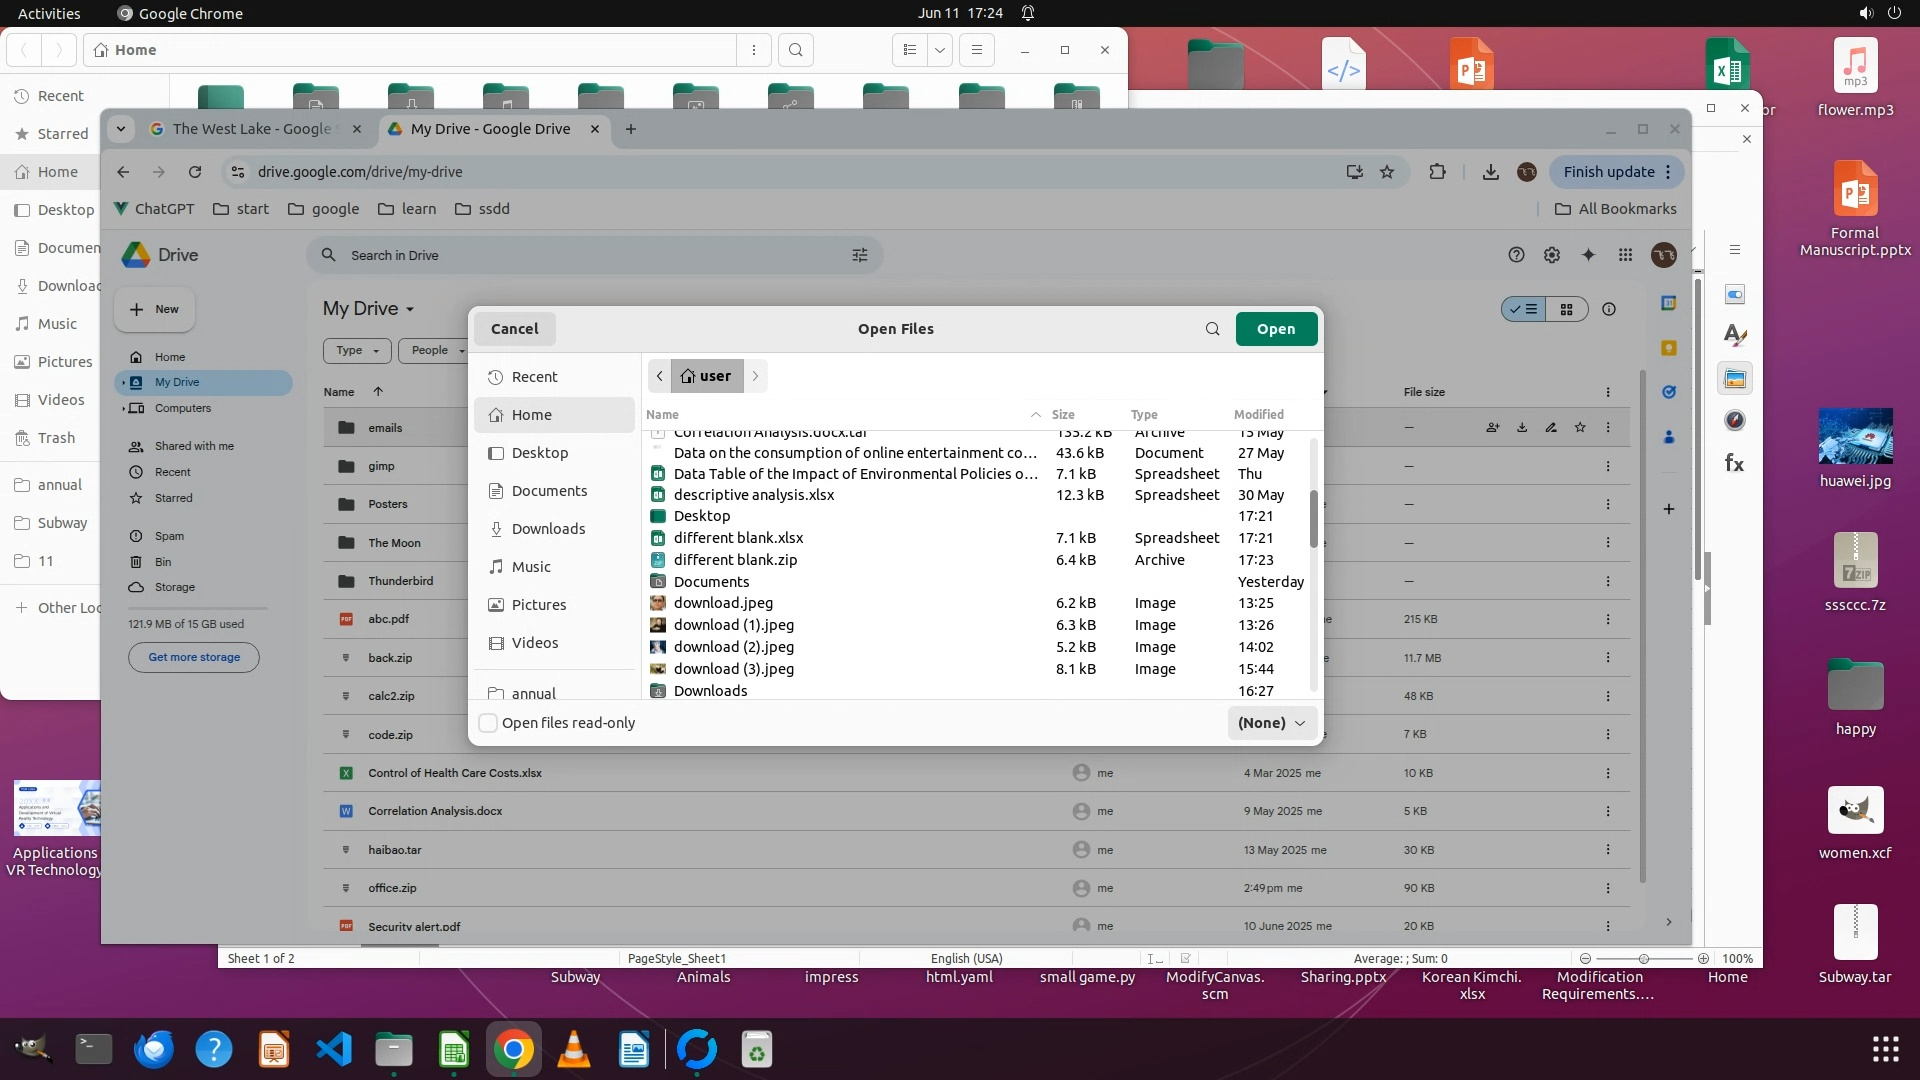 Activities
Google Chrome
Jun 11 17:24
Home
Recent
Starred
Home
Desktop
Documen
Downloac
Music
Pictures
Videos
Trash
annual
Subway
11
Other Loc
The West Lake - Google
My Drive - Google Drive
drive.google.com/drive/my-drive
Finish update
ChatGPT
start
google
learn
ssdd
All Bookmarks
Drive
Search in Drive
New
Home
My Drive
Computers
Shared with me
Recent
Starred
Spam
Bin
Storage
121.9 MB of 15 GB used
Get more storage
My Drive
Type
People
Name
File size
emails
—
gimp
—
Posters
—
The Moon
—
Thunderbird
—
abc.pdf
215 KB
back.zip
11.7 MB
calc2.zip
48 KB
code.zip
7 KB
Control of Health Care Costs.xlsx
me
4 Mar 2025 me
10 KB
Correlation Analysis.docx
me
9 May 2025 me
5 KB
haibao.tar
me
13 May 2025 me
30 KB
office.zip
me
2:49 pm me
90 KB
Security alert.pdf
me
10 June 2025 me
20 KB
Cancel
Open Files
Open
Recent
Home
Desktop
Documents
Downloads
Music
Pictures
Videos
annual
user
Name Size Type Modified
Correlation Analysis.docx.tar 133.2 kB Archive 15 May
Data on the consumption of online entertainment co... 43.6 kB Document 27 May
Data Table of the Impact of Environmental Policies o... 7.1 kB Spreadsheet Thu
descriptive analysis.xlsx 12.3 kB Spreadsheet 30 May
Desktop 17:21
different blank.xlsx 7.1 kB Spreadsheet 17:21
different blank.zip 6.4 kB Archive 17:23
Documents Yesterday
download.jpeg 6.2 kB Image 13:25
download (1).jpeg 6.3 kB Image 13:26
download (2).jpeg 5.2 kB Image 14:02
download (3).jpeg 8.1 kB Image 15:44
Downloads 16:27
Open files read-only
(None)
Sheet 1 of 2
PageStyle_Sheet1
English (USA)
Average: ; Sum: 0
100%
fx
mp3
flower.mp3
Formal
Manuscript.pptx
huawei.jpg
7ZIP
sssccc.7z
happy
women.xcf
Subway.tar
Applications
VR Technology
Subway
Animals
impress
html.yaml
small game.py
ModifyCanvas.
scm
Sharing.pptx
Korean Kimchi.
xlsx
Modification
Requirements....
Home